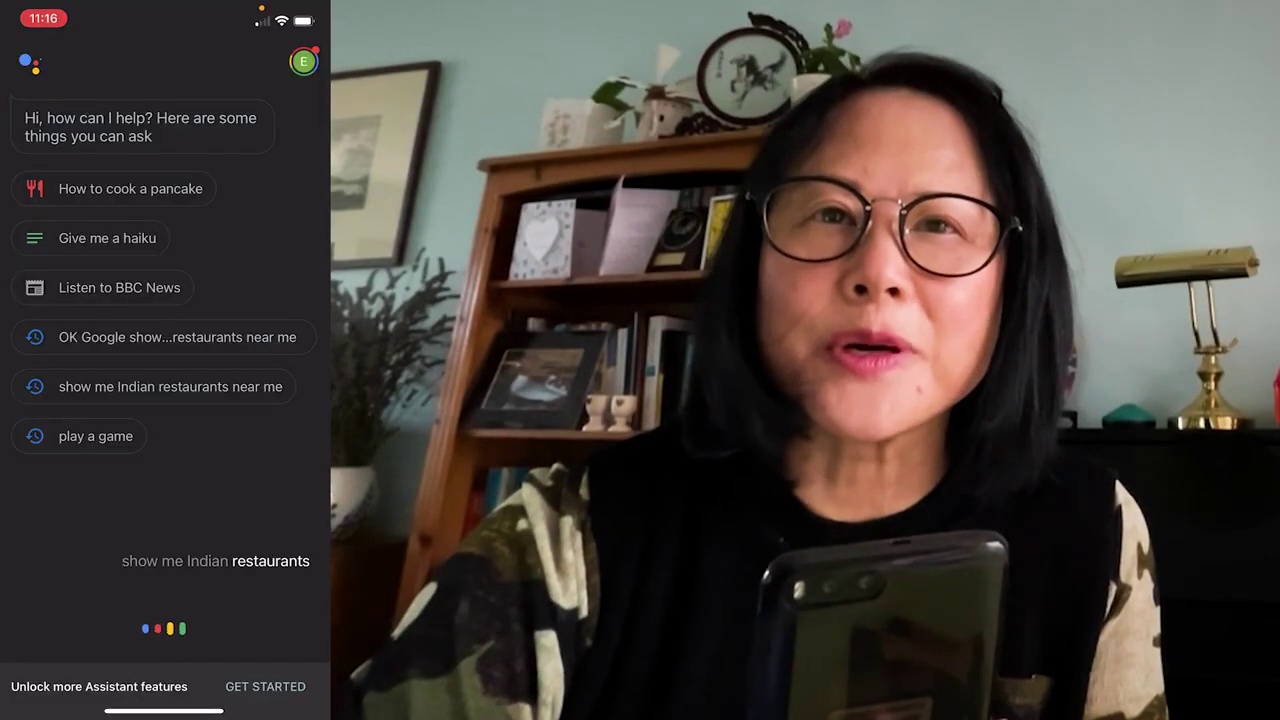 11:16
E
Hi, how can I help? Here are some
things you can ask
How to cook a pancake
Give me a haiku
Listen to BBC News
OK Google show...restaurants near me
show me Indian restaurants near me
play a game
show me Indian restaurants
Unlock more Assistant features GET STARTED